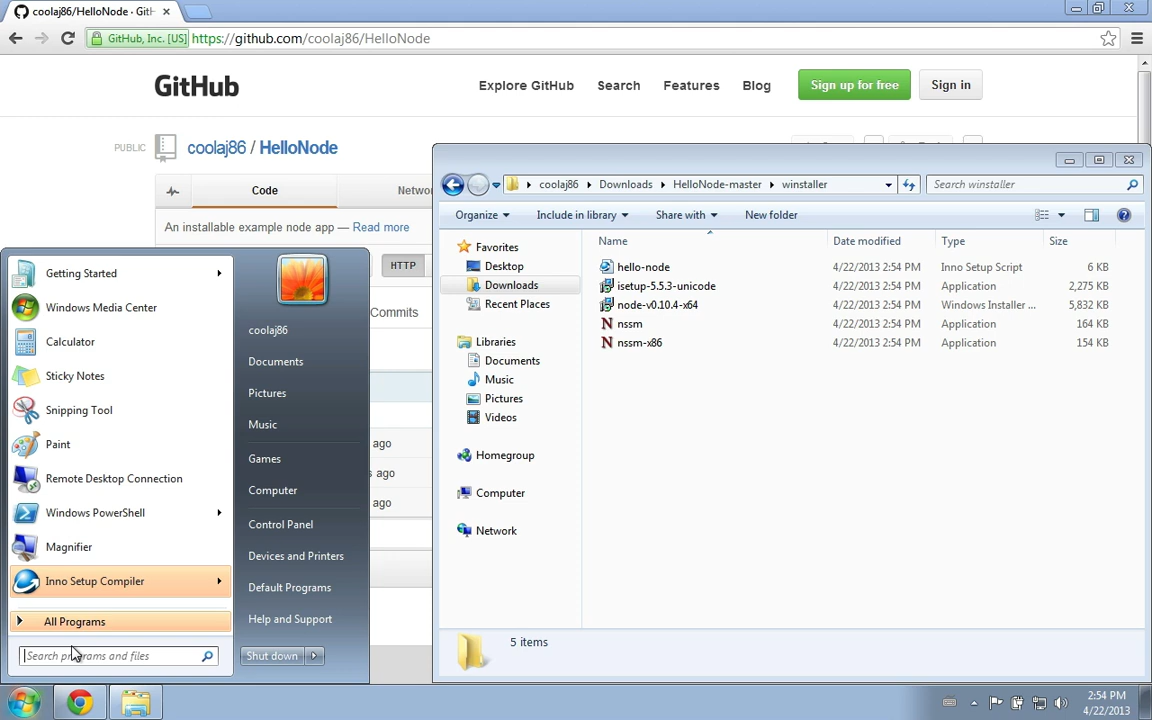 coolaj86/HelloNode · GitH
GitHub, Inc. [US] https://github.com/coolaj86/HelloNode
GitHub Explore GitHub Search Features Blog Sign up for free Sign in
PUBLIC coolaj86 / HelloNode
Code Networ
An installable example node app — Read more
HTTP
Commits
ago
s ago
ago
coolaj86 Downloads HelloNode-master winstaller Search winstaller
Organize Include in library Share with New folder
Favorites
Desktop
Downloads
Recent Places
Libraries
Documents
Music
Pictures
Videos
Homegroup
Computer
Network
Name Date modified Type Size
hello-node 4/22/2013 2:54 PM Inno Setup Script 6 KB
isetup-5.5.3-unicode 4/22/2013 2:54 PM Application 2,275 KB
node-v0.10.4-x64 4/22/2013 2:54 PM Windows Installer ... 5,832 KB
nssm 4/22/2013 2:54 PM Application 164 KB
nssm-x86 4/22/2013 2:54 PM Application 154 KB
5 items
Getting Started
Windows Media Center
Calculator
Sticky Notes
Snipping Tool
Paint
Remote Desktop Connection
Windows PowerShell
Magnifier
Inno Setup Compiler
All Programs
Search programs and files
coolaj86
Documents
Pictures
Music
Games
Computer
Control Panel
Devices and Printers
Default Programs
Help and Support
Shut down
2:54 PM
4/22/2013